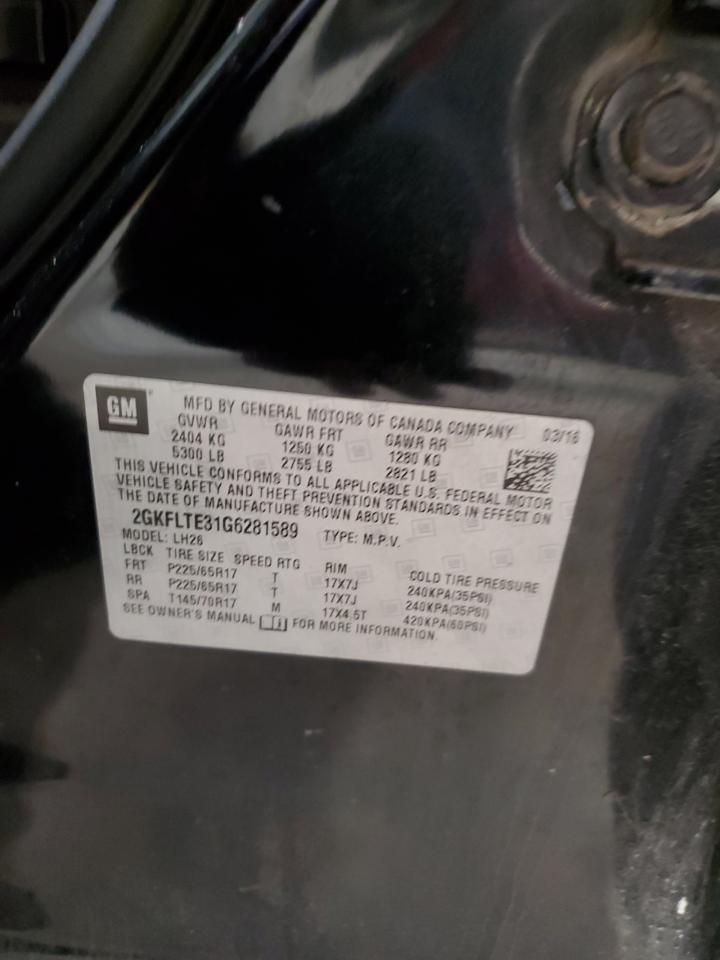 GM
MFD BY GENERAL MOTORS OF CANADA COMPANY 03/16
GVWR GAWR FRT GAWR RR
2404 KG 1250 KG 1280 KG
5300 LB 2755 LB 2821 LB
THIS VEHICLE CONFORMS TO ALL APPLICABLE U.S. FEDERAL MOTOR
VEHICLE SAFETY AND THEFT PREVENTION STANDARDS IN EFFECT ON
THE DATE OF MANUFACTURE SHOWN ABOVE.
2GKFLTE31G6281589 TYPE: M.P.V.
MODEL: LH26
LBCK TIRE SIZE SPEED RTG RIM COLD TIRE PRESSURE
FRT P225/65R17 T 17X7J 240KPA(35PSI)
RR P225/65R17 T 17X7J 240KPA(35PSI)
SPA T145/70R17 M 17X4.5T 420KPA(60PSI)
SEE OWNER'S MANUAL FOR MORE INFORMATION.